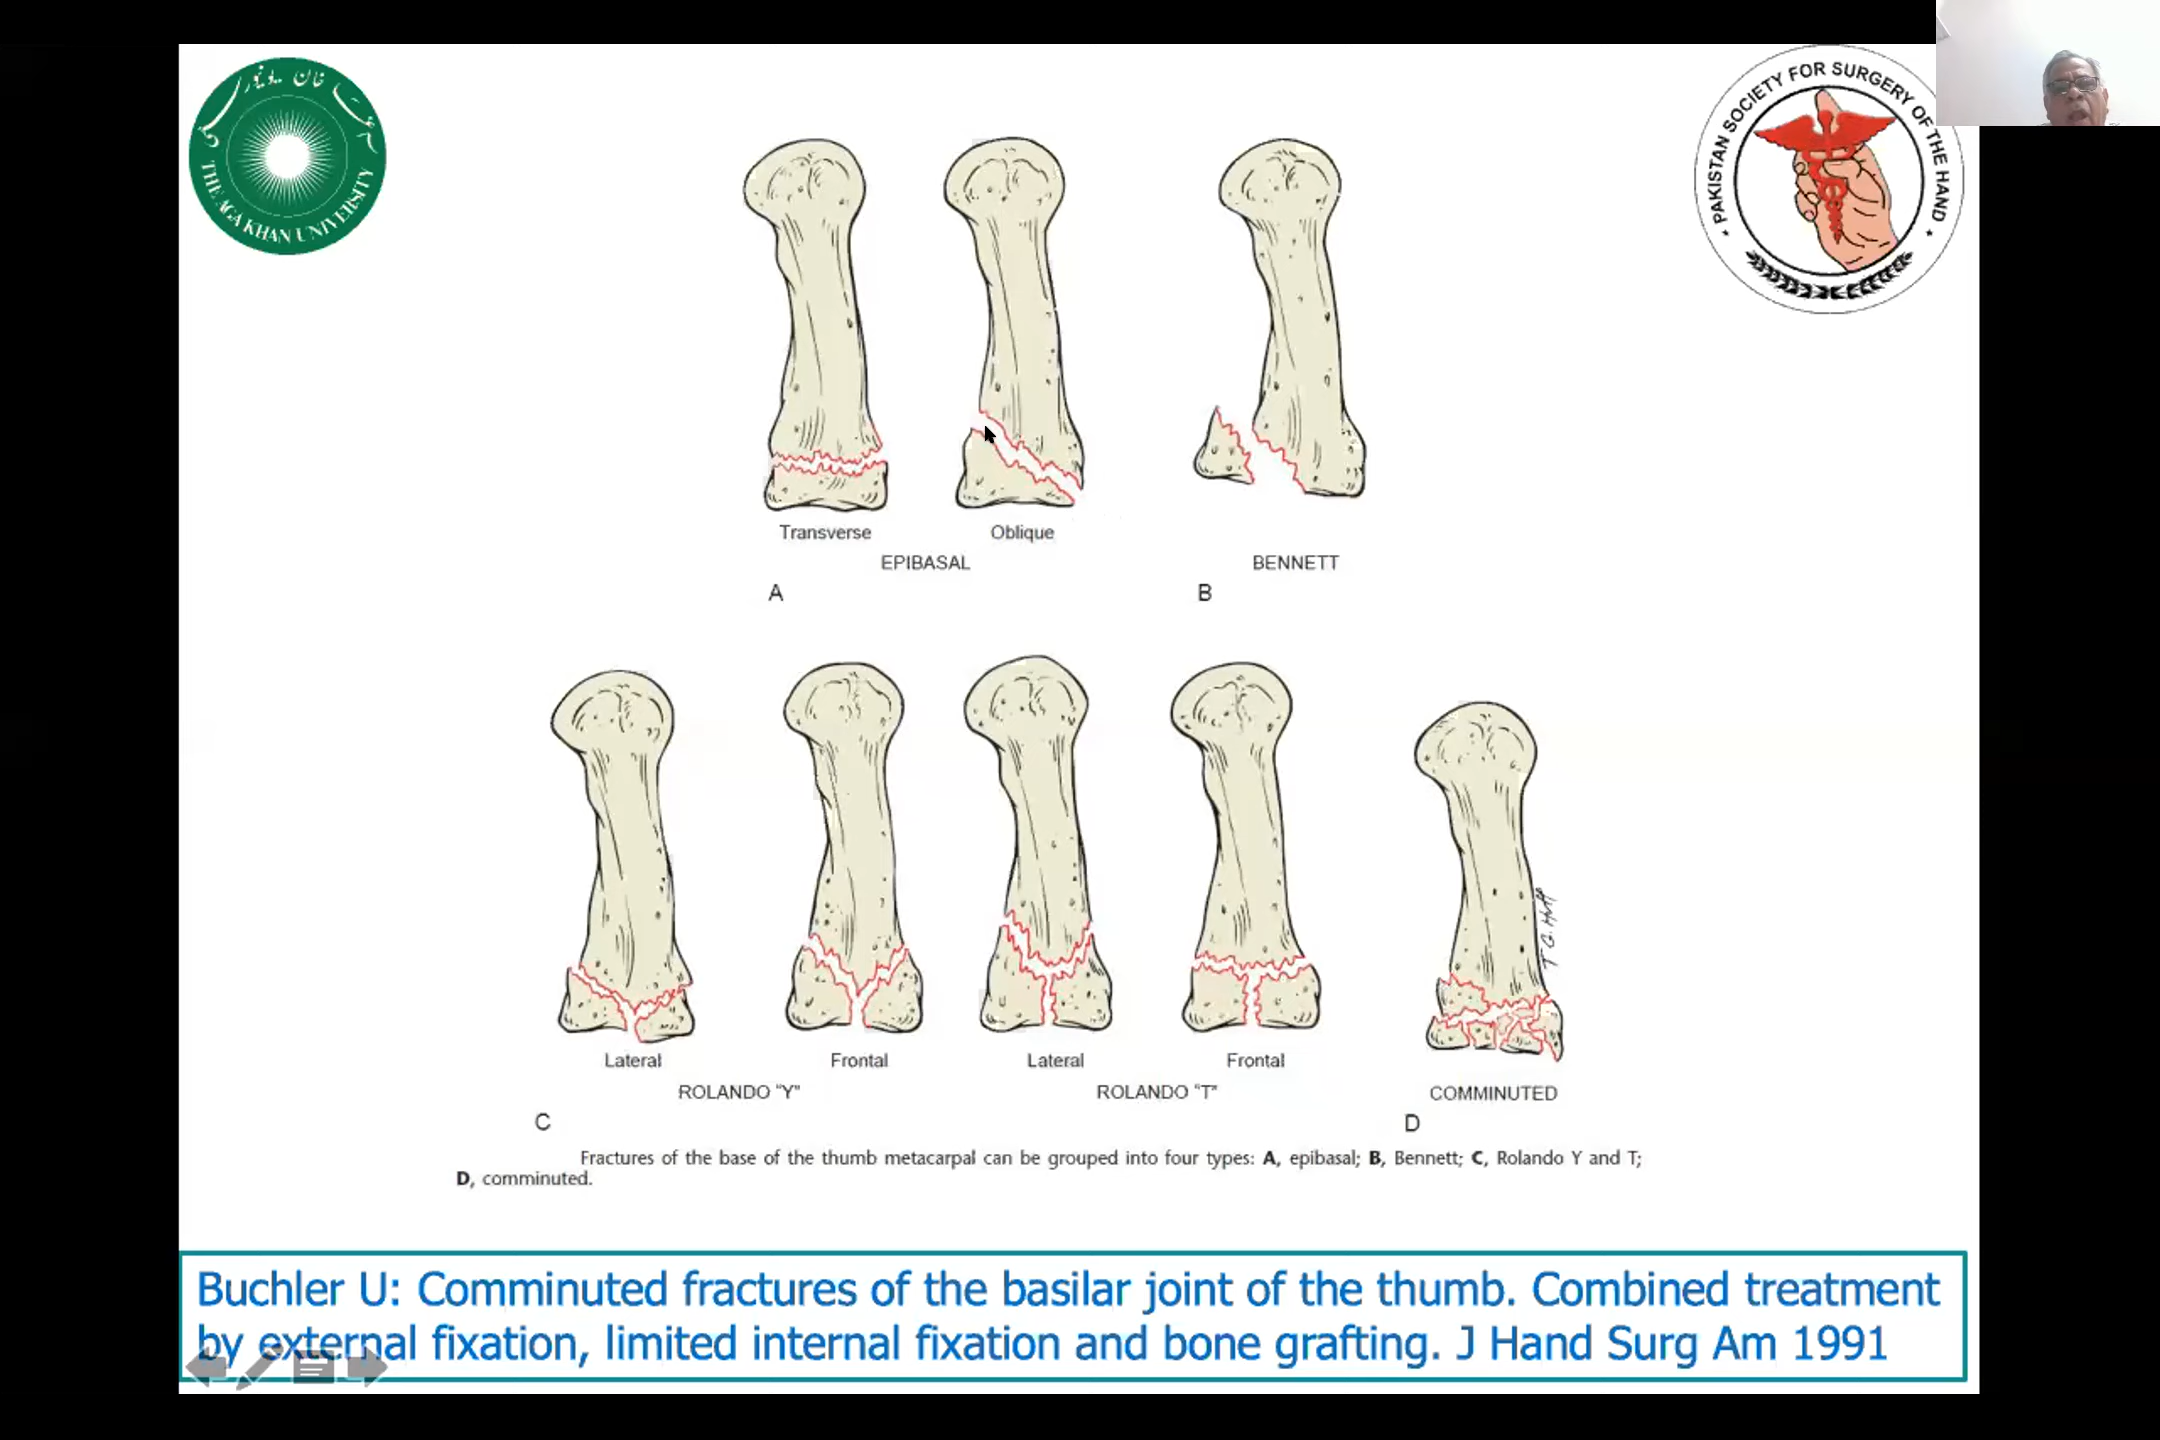 THE AGA KHAN UNIVERSITY
PAKISTAN SOCIETY FOR SURGERY OF THE HAND
Transverse
Oblique
EPIBASAL
BENNETT
A
B
Lateral
Frontal
Lateral
Frontal
ROLANDO "Y"
ROLANDO "T"
COMMINUTED
C
D
Fractures of the base of the thumb metacarpal can be grouped into four types: A, epibasal; B, Bennett; C, Rolando Y and T;
D, comminuted.
Buchler U: Comminuted fractures of the basilar joint of the thumb. Combined treatment
by external fixation, limited internal fixation and bone grafting. J Hand Surg Am 1991